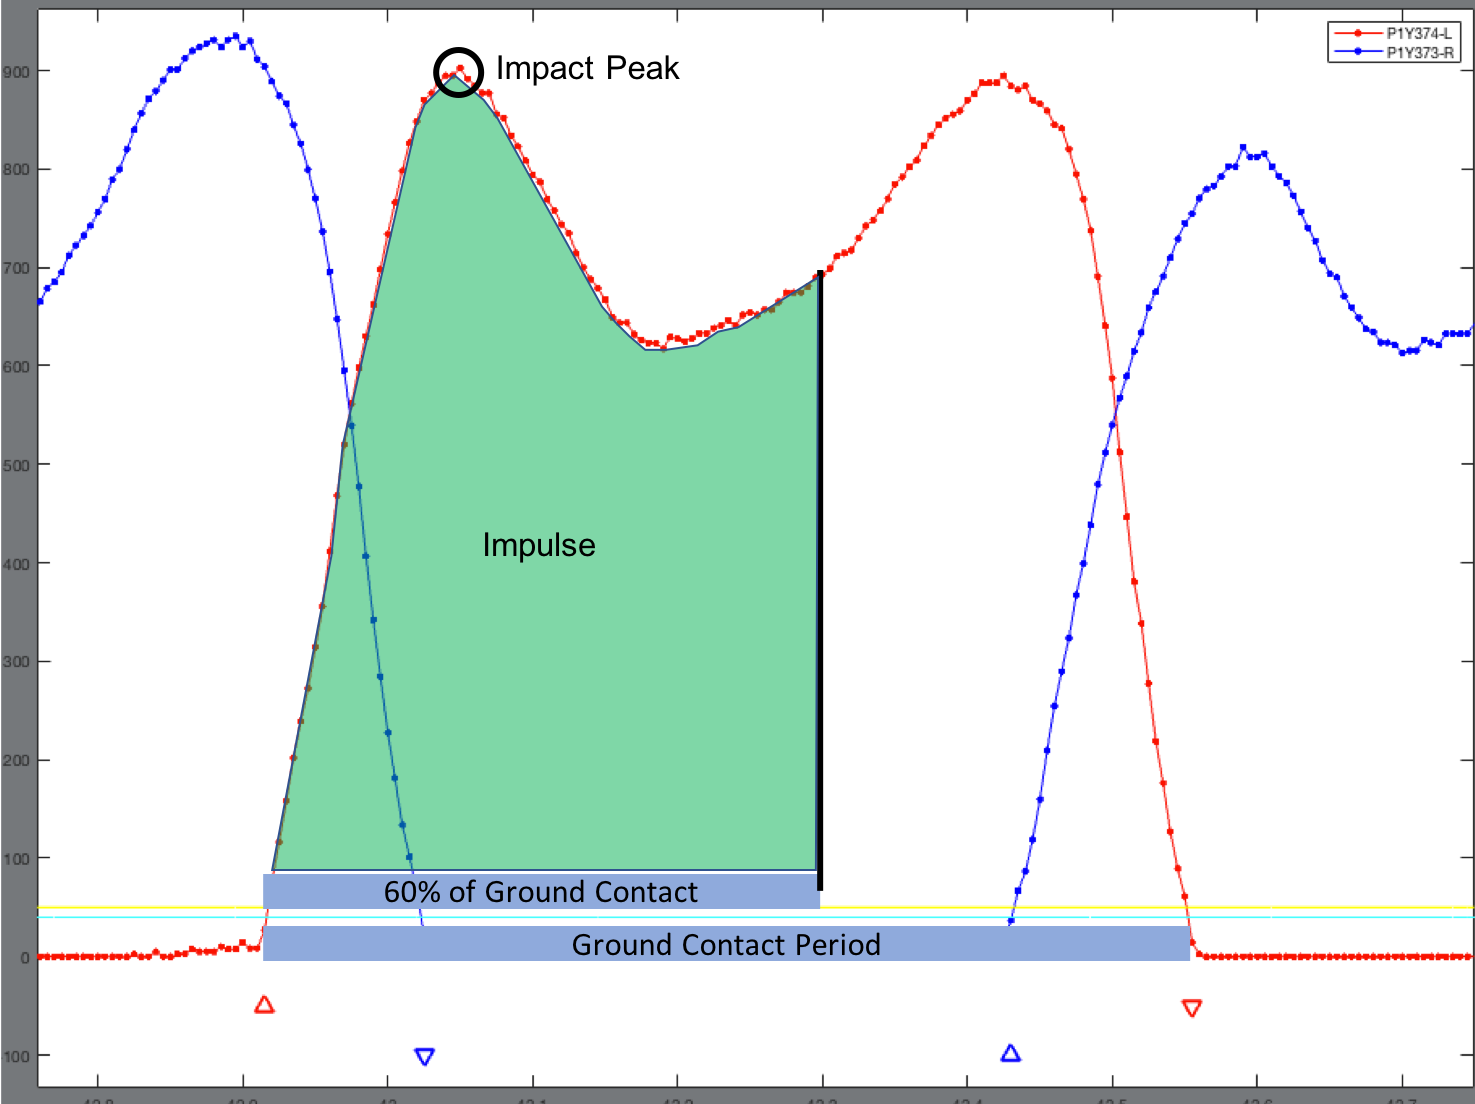 P1Y374-L
P1Y373-R
Impact Peak
900
800
700
600
500
400
300
200
100
0
100
Impulse
60% of Ground Contact
Ground Contact Period